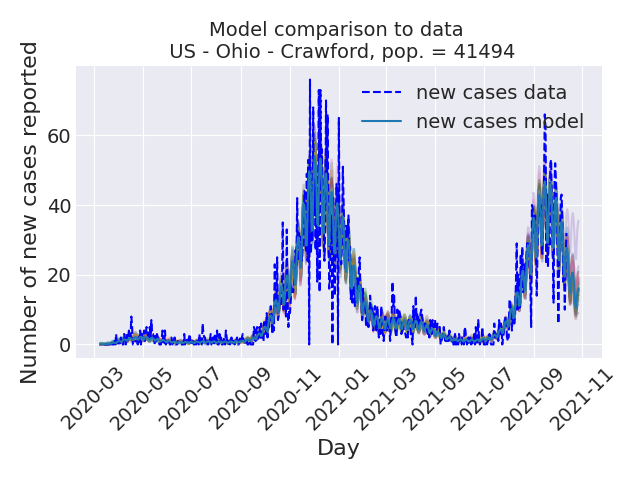 Model comparison to data
US - Ohio - Crawford, pop. = 41494
Number of new cases reported
60
40
20
0
new cases data
new cases model
2020-03
2020-05
2020-07
2020-09
2020-11
2021-01
2021-03
2021-05
2021-07
2021-09
2021-11
Day